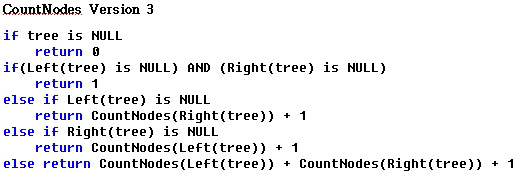 CountNodes Version 3
if tree is NULL
return 0
if(Left(tree) is NULL) AND (Right(tree) is NULL)
return 1
else if Left(tree) is NULL
return CountNodes(Right(tree)) + 1
else if Right(tree) is NULL
return CountNodes(Left(tree)) + 1
else return CountNodes(Left(tree)) + CountNodes(Right(tree)) + 1